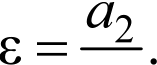 ε = a₂/ .